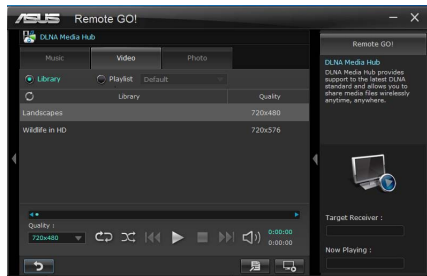 ASUS Remote GO!
DLNA Media Hub
Music Video Photo
Library Playlist Default
Library Quality
Landscapes 720x480
Wildlife in HD 720x576
Quality :
720x480
0:00:00
0:00:00
Remote GO!
DLNA Media Hub
DLNA Media Hub provides
support to the latest DLNA
standard and allows you to
share media files wirelessly
anytime, anywhere.
Target Receiver :
Now Playing :